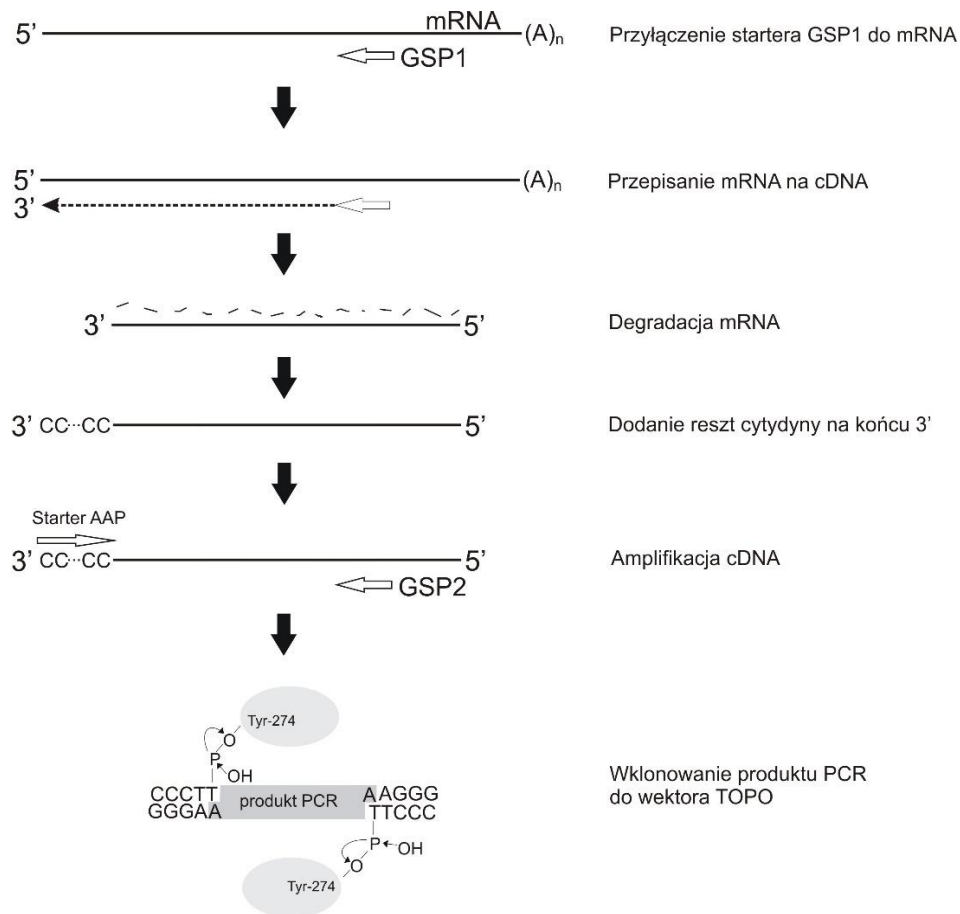 mRNA
5’ (A)n Przyłączenie startera GSP1 do mRNA
GSP1
5’ (A)n Przepisanie mRNA na cDNA
3’
3’ 5’ Degradacja mRNA
3’ CC···CC 5’ Dodanie reszt cytydyny na końcu 3’
Starter AAP
3’ CC···CC 5’ Amplifikacja cDNA
GSP2
Tyr-274
O
P
OH
CCCTT produkt PCR A AGGG
GGGAA TTCCC
Wklonowanie produktu PCR
do wektora TOPO
P OH
O
Tyr-274